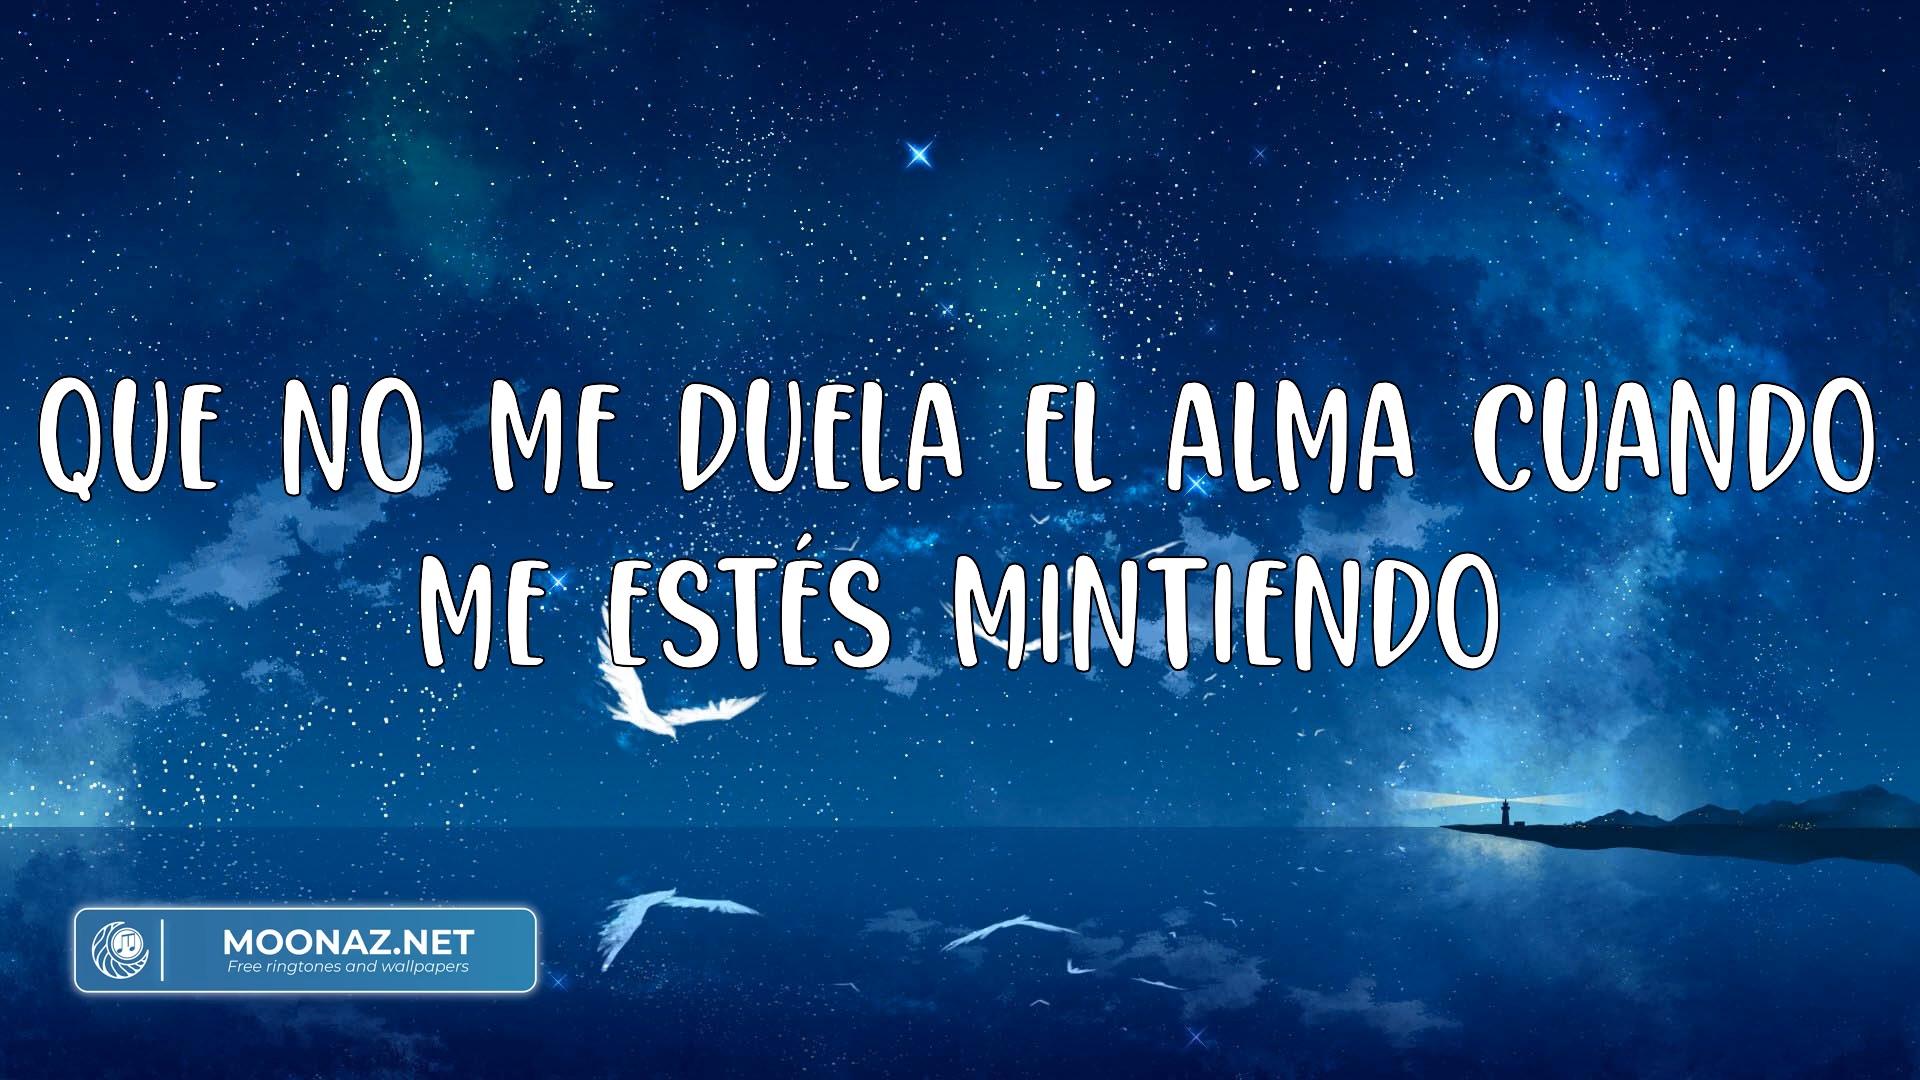 QUE NO ME DUELA EL ALMA CUANDO
ME ESTÉS MINTIENDO
MOONAZ.NET
Free ringtones and wallpapers